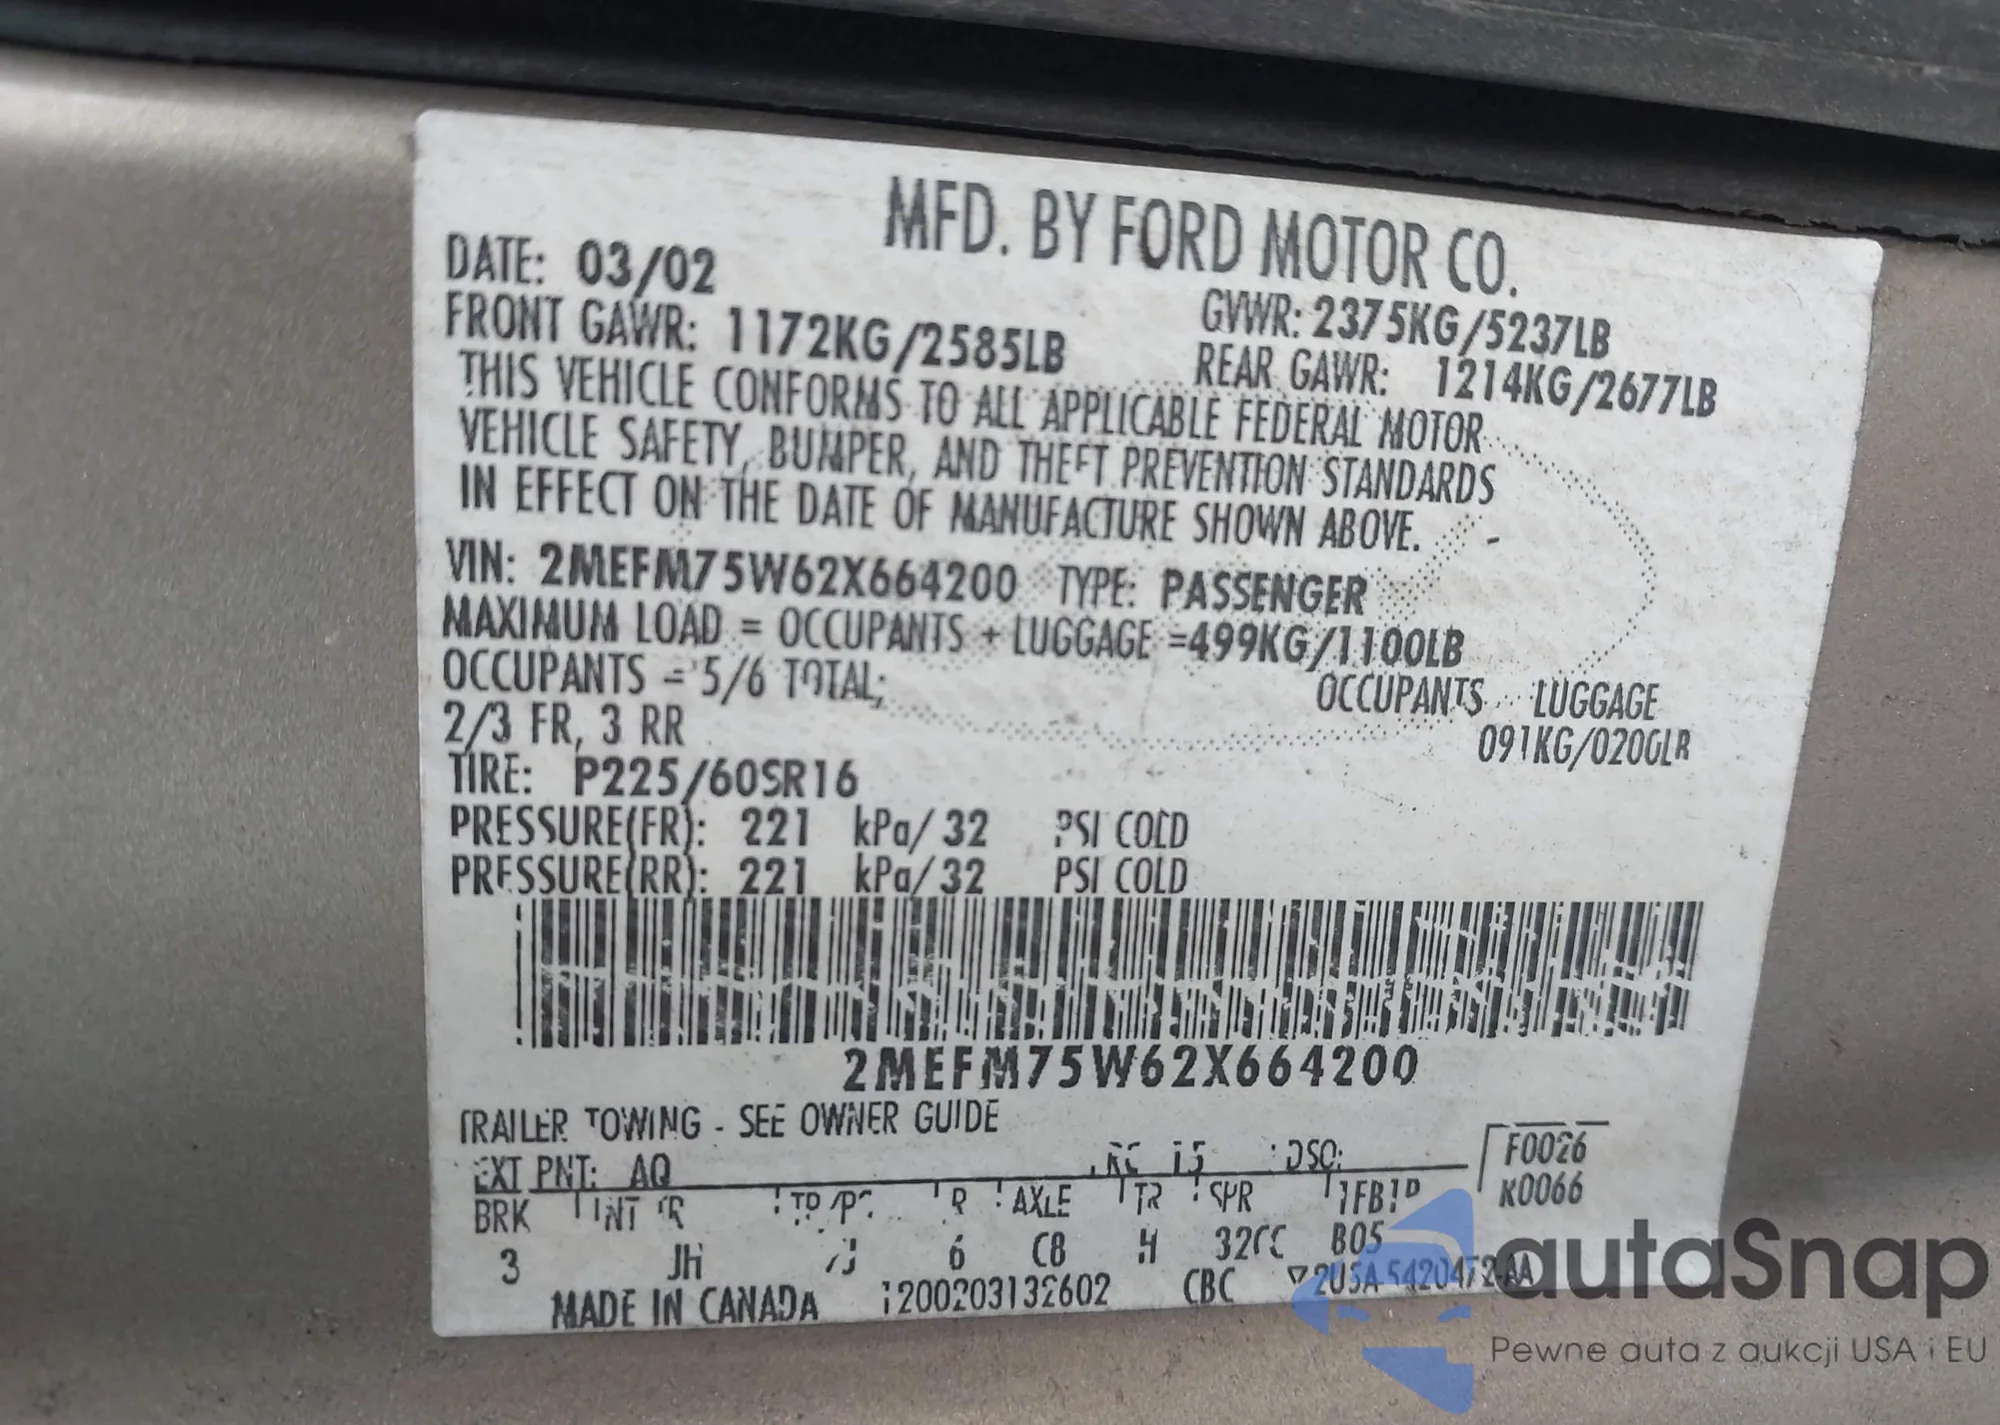 MFD. BY FORD MOTOR CO.
DATE: 03/02
GVWR: 2375KG/5237LB
FRONT GAWR: 1172KG/2585LB
REAR GAWR: 1214KG/2677LB
THIS VEHICLE CONFORMS TO ALL APPLICABLE FEDERAL MOTOR
VEHICLE SAFETY, BUMPER, AND THEFT PREVENTION STANDARDS
IN EFFECT ON THE DATE OF MANUFACTURE SHOWN ABOVE.
VIN: 2MEFM75W62X664200 TYPE: PASSENGER
MAXIMUM LOAD = OCCUPANTS + LUGGAGE =499KG/1100LB
OCCUPANTS = 5/6 TOTAL;
OCCUPANTS LUGGAGE
2/3 FR, 3 RR
091KG/0200LB
TIRE: P225/60SR16
PRESSURE(FR): 221 kPa/ 32 PSI COLD
PRESSURE(RR): 221 kPa/ 32 PSI COLD
2MEFM75W62X664200
TRAILER TOWING - SEE OWNER GUIDE
EXT PNT: AQ DSO:
F0026
K0066
BRK INT TR R AXLE TR SPR
3 JH 6 C8 B05
MADE IN CANADA 1200203132602 CBC
autaSnap
Pewne auta z aukcji USA i EU